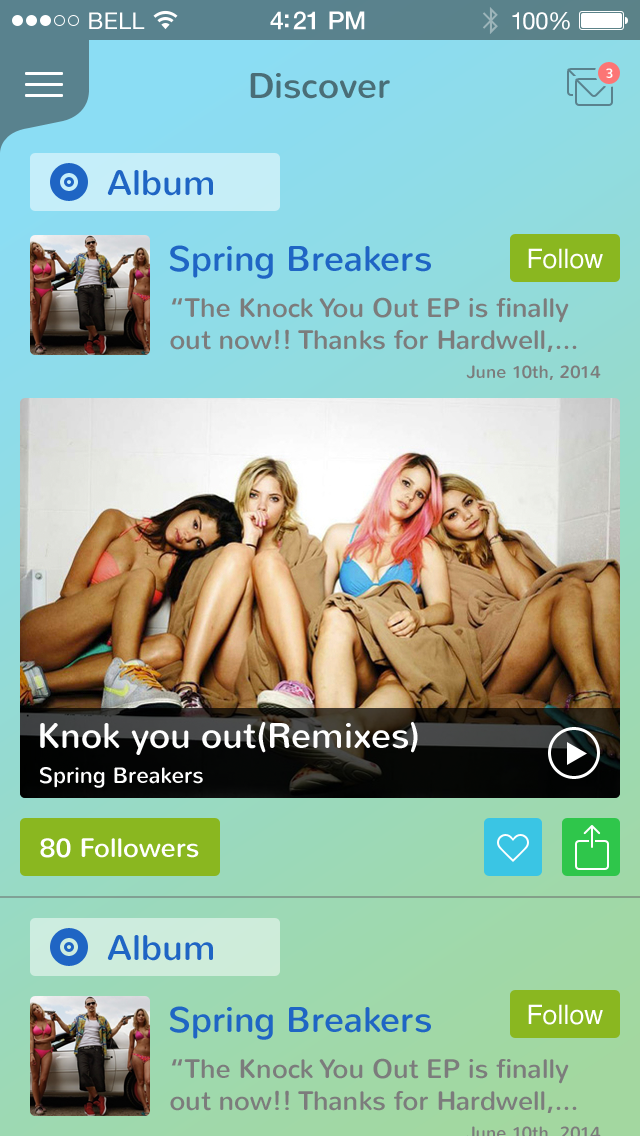 BELL 4:21 PM 100%
Discover
3
Album
Spring Breakers
Follow
“The Knock You Out EP is finally
out now!! Thanks for Hardwell,...
June 10th, 2014
Knok you out(Remixes)
Spring Breakers
80 Followers
Album
Spring Breakers
Follow
“The Knock You Out EP is finally
out now!! Thanks for Hardwell,...
June 10th, 2014